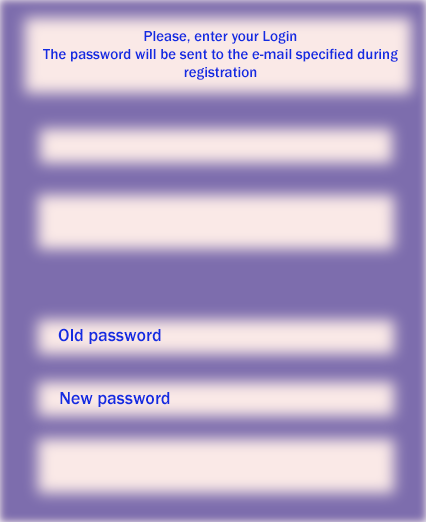 Please, enter your Login
The password will be sent to the e-mail specified during
registration
Old password
New password